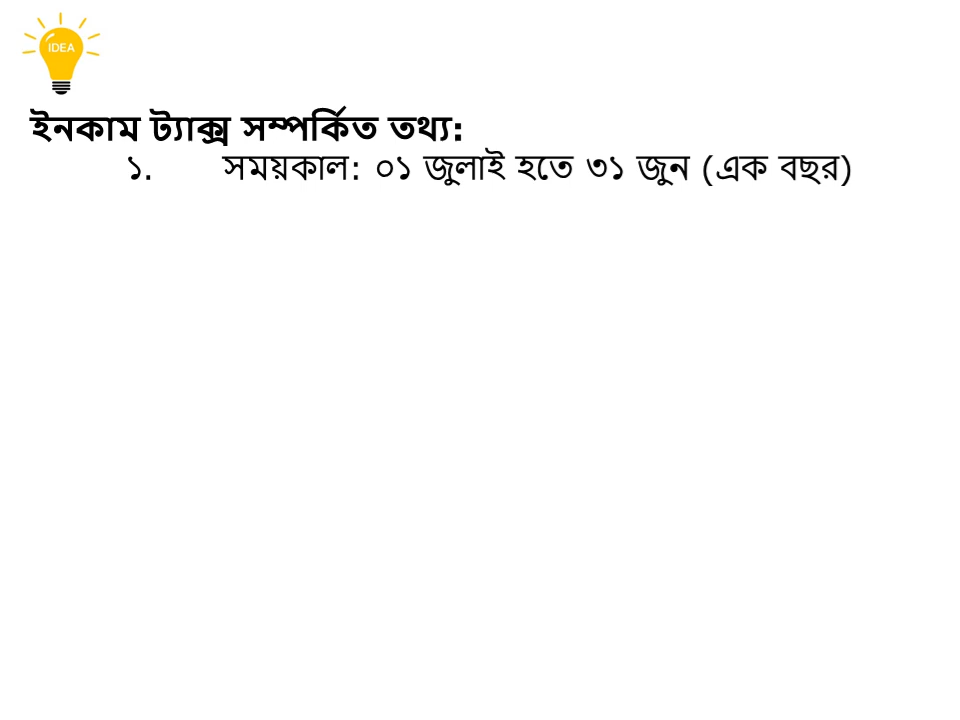 IDEA
ইনকাম ট্যাক্স সম্পর্কিত তথ্য:
১. সময়কাল: ০১ জুলাই হতে ৩১ জুন (এক বছর)